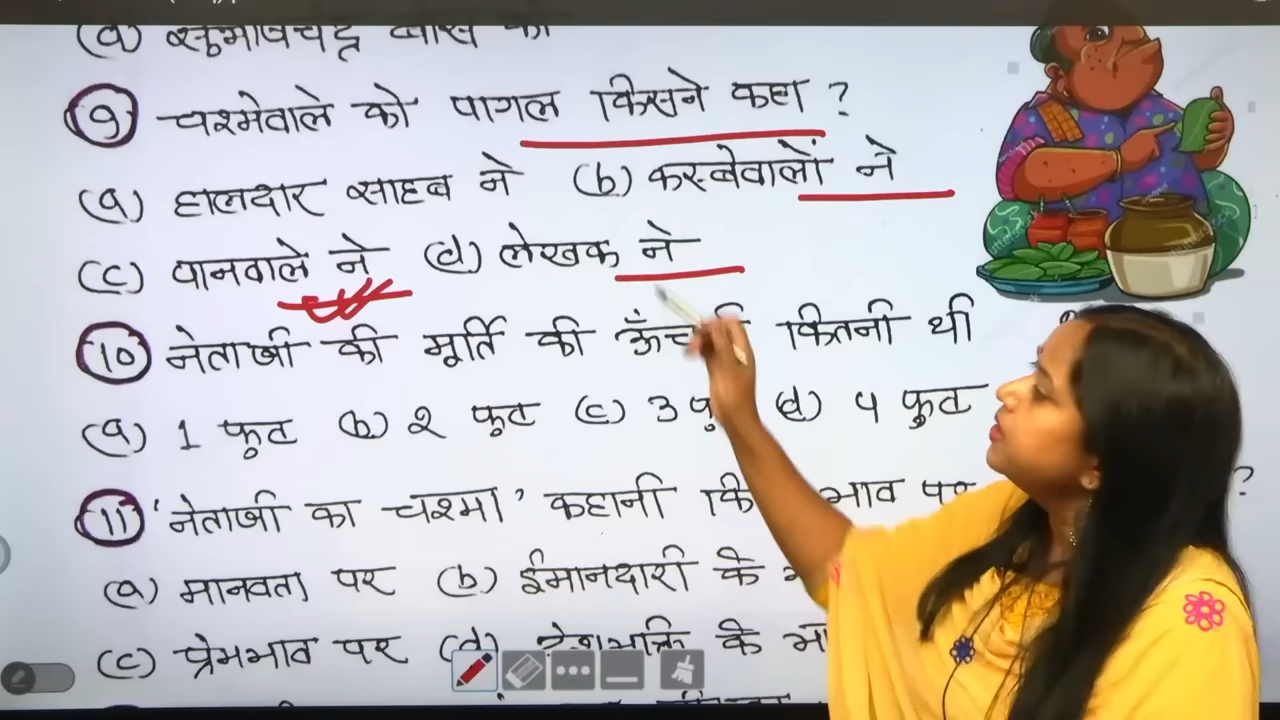 (a) सुभाषचंद्र बोस की
9 चश्मेवाले को पागल किसने कहा ?
(a) हालदार साहब ने (b) कस्बेवालों ने
(c) पानवाले ने (d) लेखक ने
10 नेताजी की मूर्ति की कितनी थी
(a) 1 फुट (b) 2 फुट (c) 3 (d) 4 फुट
11 'नेताजी का चश्मा' कहानी भाव पर ?
(a) मानवता पर (b) ईमानदारी के
(c) प्रेमभाव पर (d) देशभक्ति के